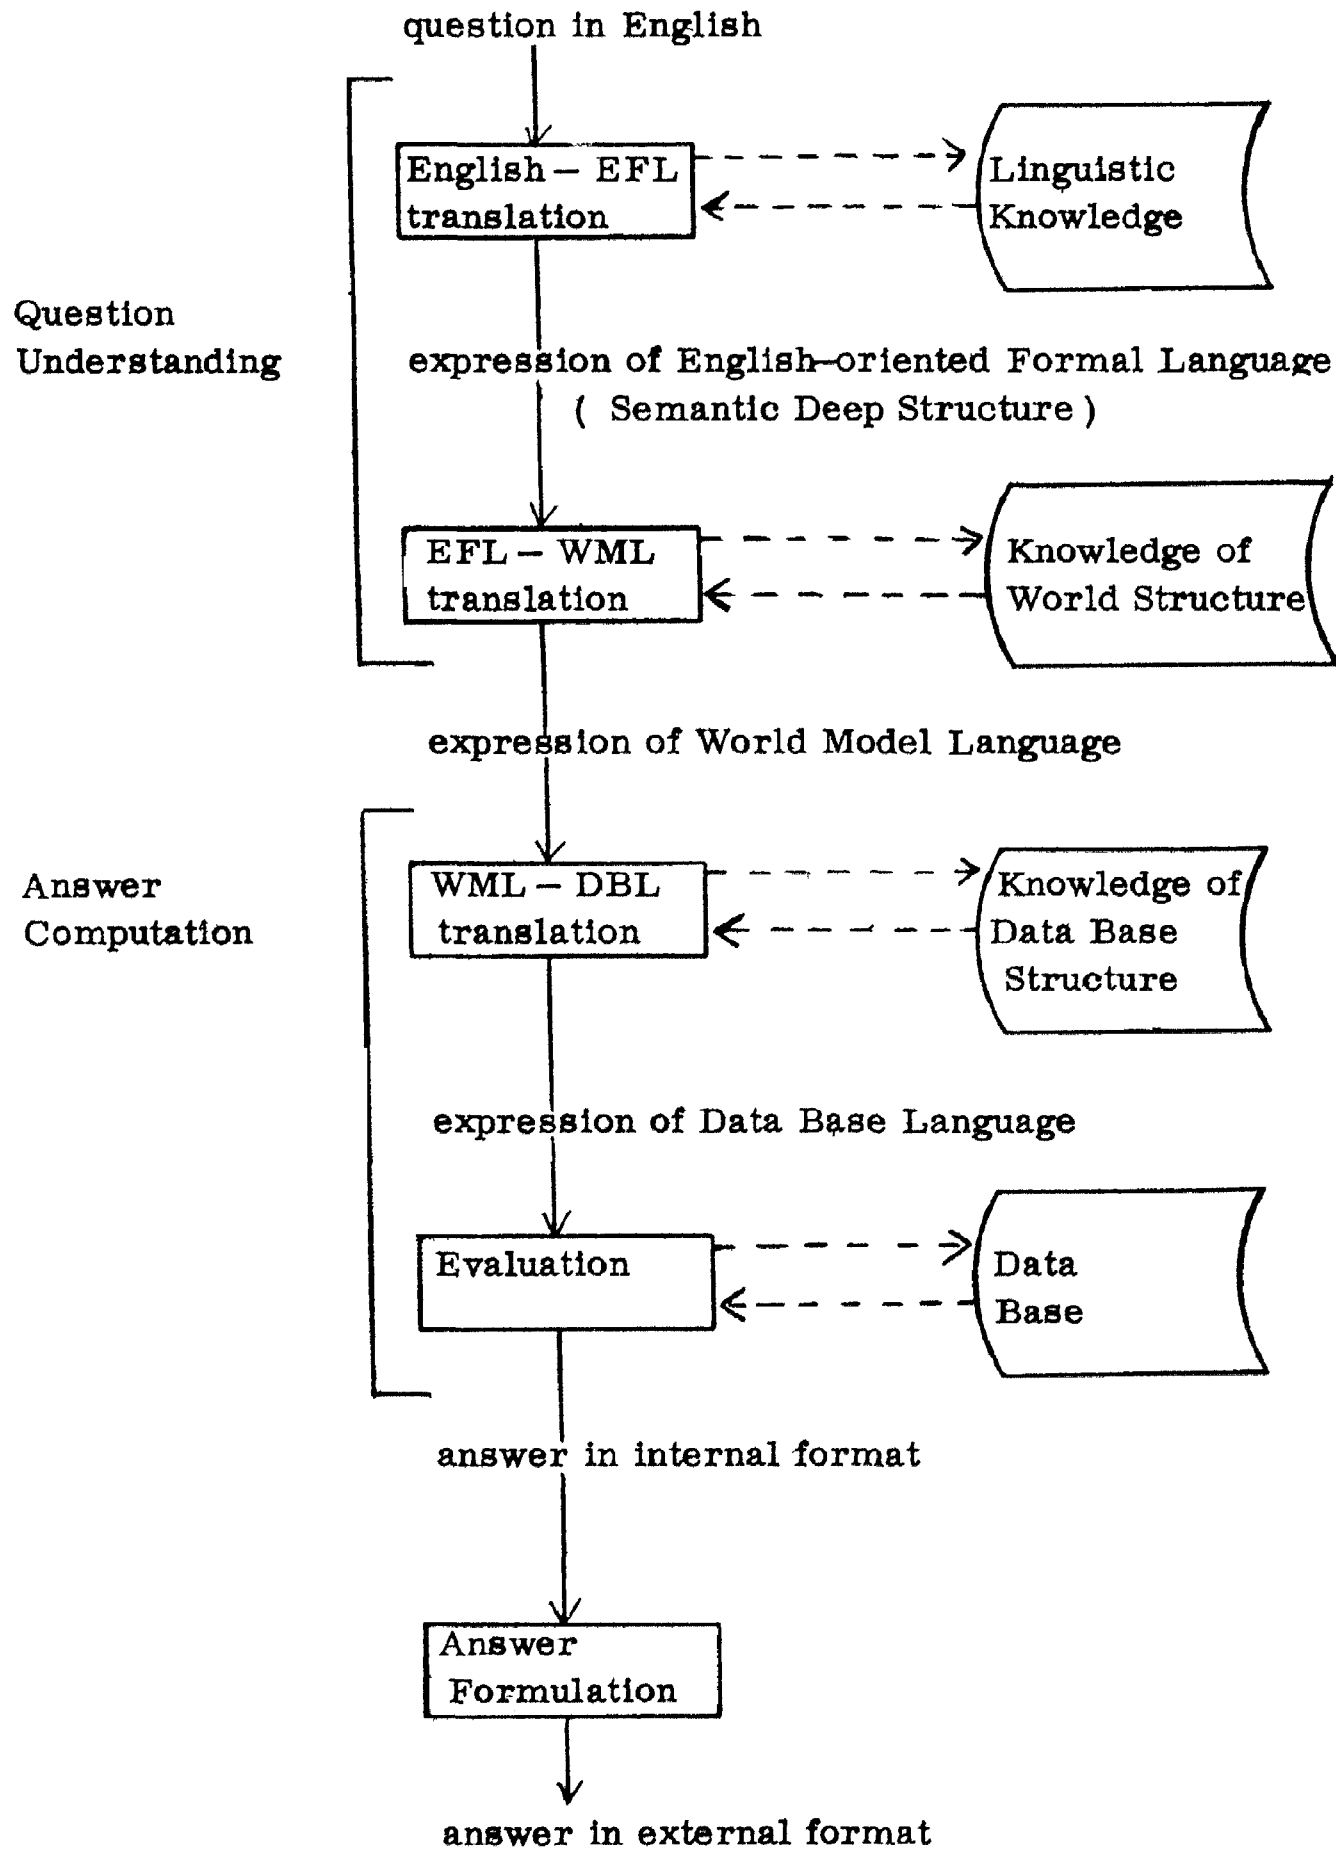 question in English
English – EFL
translation
Linguistic
Knowledge
Question
Understanding
expression of English-oriented Formal Language
( Semantic Deep Structure )
EFL – WML
translation
Knowledge of
World Structure
expression of World Model Language
Answer
Computation
WML – DBL
translation
Knowledge of
Data Base
Structure
expression of Data Base Language
Evaluation
Data
Base
answer in internal format
Answer
Formulation
answer in external format